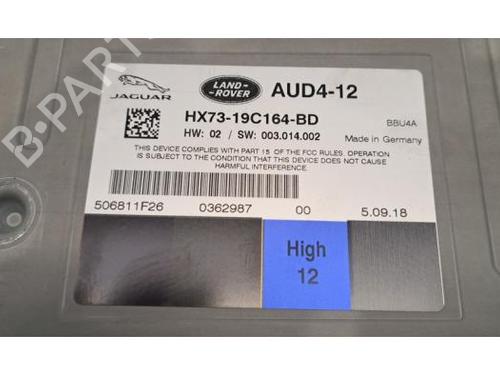 JAGUAR
LAND-
ROVER
AUD4-12
HX73-19C164-BD
BBU4A
HW: 02 / SW: 003.014.002
Made in Germany
THIS DEVICE COMPLIES WITH PART 15 OF THE FCC RULES. OPERATION
IS SUBJECT TO THE CONDITION THAT THIS DEVICE DOES NOT CAUSE
HARMFUL INTERFERENCE.
506811F26 0362987 00 5.09.18
High
12